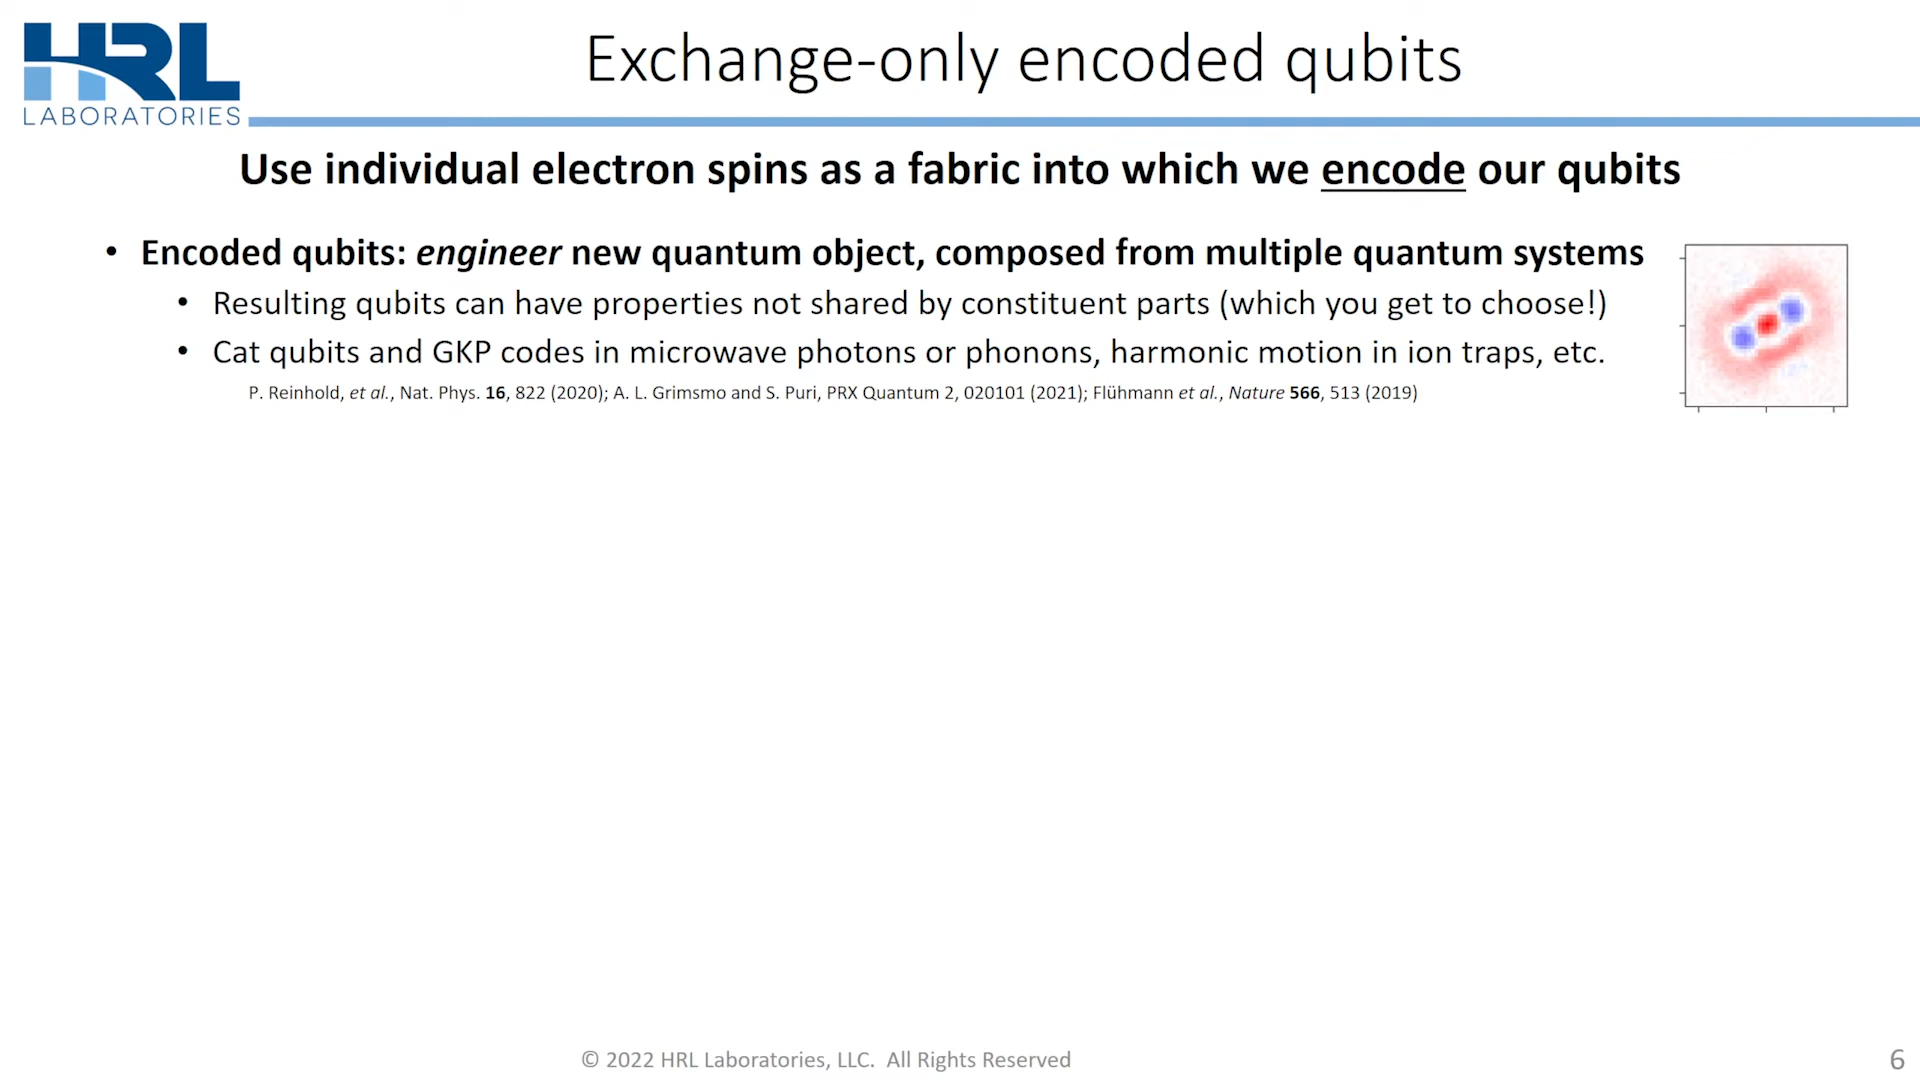 HRL
LABORATORIES
Exchange-only encoded qubits
Use individual electron spins as a fabric into which we encode our qubits
• Encoded qubits: engineer new quantum object, composed from multiple quantum systems
• Resulting qubits can have properties not shared by constituent parts (which you get to choose!)
• Cat qubits and GKP codes in microwave photons or phonons, harmonic motion in ion traps, etc.
P. Reinhold, et al., Nat. Phys. 16, 822 (2020); A. L. Grimsmo and S. Puri, PRX Quantum 2, 020101 (2021); Flühmann et al., Nature 566, 513 (2019)
© 2022 HRL Laboratories, LLC. All Rights Reserved
6